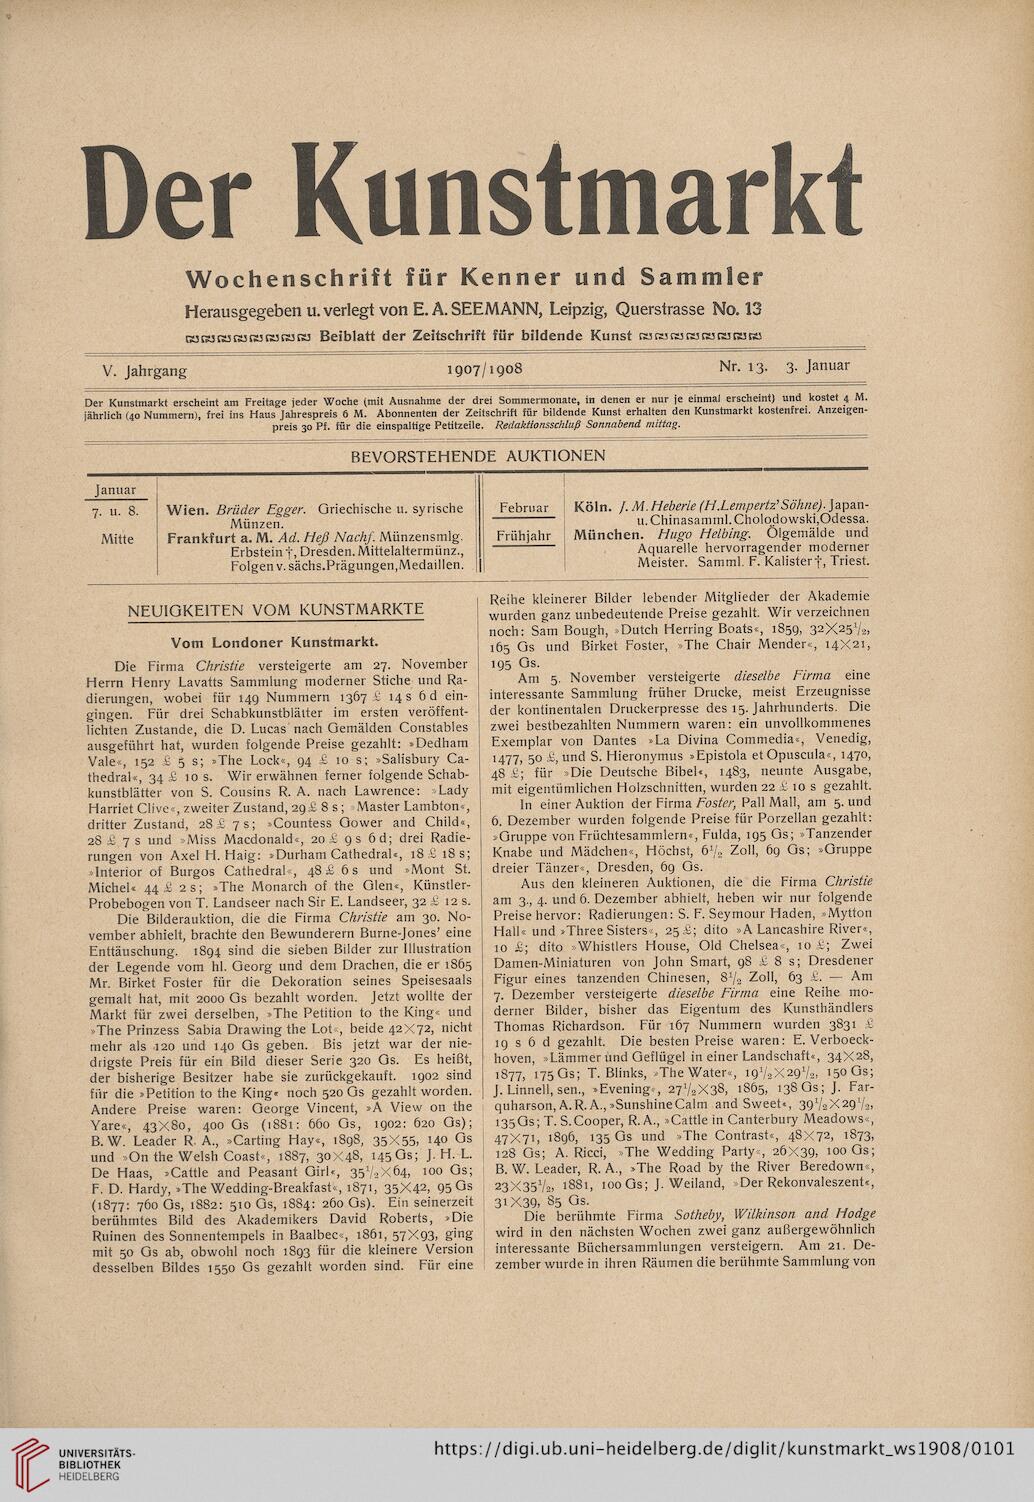 Der Kunstmarkt
Wochenschrift für Kenner und Sammler
Herausgegeben u. verlegt von E. A. SEEMANN, Leipzig, Querstrasse No. 13
Beiblatt der Zeitschrift für bildende Kunst
V. Jahrgang 1907/1908 Nr. 13. 3. Januar
Der Kunstmarkt erscheint am Freitage jeder Woche (mit Ausnahme der drei Sommermonate, in denen er nur je einmal erscheint) und kostet 4 M.
jährlich (40 Nummern), frei ins Haus Jahrespreis 6 M. Abonnenten der Zeitschrift für bildende Kunst erhalten den Kunstmarkt kostenfrei. Anzeigen-
preis 30 Pf. für die einspaltige Petitzeile. Redaktionsschluß Sonnabend mittag.
BEVORSTEHENDE AUKTIONEN
Januar
7. u. 8. Wien. Brüder Egger. Griechische u. syrische
Münzen.
Mitte Frankfurt a. M. Ad. Heß Nachf. Münzensmlg.
Erbstein †, Dresden. Mittelaltermünz.,
Folgen v. sächs. Prägungen, Medaillen.
Februar Köln. J. M. Heberle (H. Lempertz' Söhne). Japan-
u. Chinasamml. Cholodowski, Odessa.
Frühjahr München. Hugo Helbing. Ölgemälde und
Aquarelle hervorragender moderner
Meister. Samml. F. Kalister †, Triest.
NEUIGKEITEN VOM KUNSTMARKTE
Vom Londoner Kunstmarkt.
Die Firma Christie versteigerte am 27. November
Herrn Henry Lavatts Sammlung moderner Stiche und Ra-
dierungen, wobei für 149 Nummern 1367 £ 14 s 6 d ein-
gingen. Für drei Schabkunstblätter im ersten veröffent-
lichten Zustande, die D. Lucas nach Gemälden Constables
ausgeführt hat, wurden folgende Preise gezahlt: »Dedham
Vale«, 152 £ 5 s; »The Lock«, 94 £ 10 s; »Salisbury Ca-
thedral«, 34 £ 10 s. Wir erwähnen ferner folgende Schab-
kunstblätter von S. Cousins R. A. nach Lawrence: »Lady
Harriet Clive«, zweiter Zustand, 29 £ 8 s; »Master Lambton«,
dritter Zustand, 28 £ 7 s; »Countess Gower and Child«,
28 £ 7 s und »Miss Macdonald«, 20 £ 9 s 6 d; drei Radie-
rungen von Axel H. Haig: »Durham Cathedral«, 18 £ 18 s;
»Interior of Burgos Cathedral«, 48 £ 6 s und »Mont St.
Michel« 44 £ 2 s; »The Monarch of the Glen«, Künstler-
Probebogen von T. Landseer nach Sir E. Landseer, 32 £ 12 s.
Die Bilderauktion, die die Firma Christie am 30. No-
vember abhielt, brachte den Bewunderern Burne-Jones' eine
Enttäuschung. 1894 sind die sieben Bilder zur Illustration
der Legende vom hl. Georg und dem Drachen, die er 1865
Mr. Birket Foster für die Dekoration seines Speisesaals
gemalt hat, mit 2000 Gs bezahlt worden. Jetzt wollte der
Markt für zwei derselben, »The Petition to the King« und
»The Prinzess Sabia Drawing the Lot«, beide 42×72, nicht
mehr als 120 und 140 Gs geben. Bis jetzt war der nie-
drigste Preis für ein Bild dieser Serie 320 Gs. Es heißt,
der bisherige Besitzer habe sie zurückgekauft. 1902 sind
für die »Petition to the King« noch 520 Gs gezahlt worden.
Andere Preise waren: George Vincent, »A View on the
Yare«, 43×80, 400 Gs (1881: 660 Gs, 1902: 620 Gs);
B. W. Leader R. A., »Carting Hay«, 1898, 35×55, 140 Gs
und »On the Welsh Coast«, 1887, 30×48, 145 Gs; J. H. L.
De Haas, »Cattle and Peasant Girl«, 35½×64, 100 Gs;
F. D. Hardy, »The Wedding-Breakfast«, 1871, 35×42, 95 Gs
(1877: 760 Gs, 1882: 510 Gs, 1884: 260 Gs). Ein seinerzeit
berühmtes Bild des Akademikers David Roberts, »Die
Ruinen des Sonnentempels in Baalbec«, 1861, 57×93, ging
mit 50 Gs ab, obwohl noch 1893 für die kleinere Version
desselben Bildes 1550 Gs gezahlt worden sind. Für eine
Reihe kleinerer Bilder lebender Mitglieder der Akademie
wurden ganz unbedeutende Preise gezahlt. Wir verzeichnen
noch: Sam Bough, »Dutch Herring Boats«, 1859, 32×25½,
165 Gs und Birket Foster, »The Chair Mender«, 14×21,
195 Gs.
Am 5. November versteigerte dieselbe Firma eine
interessante Sammlung früher Drucke, meist Erzeugnisse
der kontinentalen Druckerpresse des 15. Jahrhunderts. Die
zwei bestbezahlten Nummern waren: ein unvollkommenes
Exemplar von Dantes »La Divina Commedia«, Venedig,
1477, 50 £, und S. Hieronymus »Epistola et Opuscula«, 1470,
48 £; für »Die Deutsche Bibel«, 1483, neunte Ausgabe,
mit eigentümlichen Holzschnitten, wurden 22 £ 10 s gezahlt.
In einer Auktion der Firma Foster, Pall Mall, am 5. und
6. Dezember wurden folgende Preise für Porzellan gezahlt:
»Gruppe von Früchtesammlern«, Fulda, 195 Gs; »Tanzender
Knabe und Mädchen«, Höchst, 6½ Zoll, 69 Gs; »Gruppe
dreier Tänzer«, Dresden, 69 Gs.
Aus den kleineren Auktionen, die die Firma Christie
am 3., 4. und 6. Dezember abhielt, heben wir nur folgende
Preise hervor: Radierungen: S. F. Seymour Haden, »Mytton
Hall« und »Three Sisters«, 25 £; dito »A Lancashire River«,
10 £; dito »Whistlers House, Old Chelsea«, 10 £; Zwei
Damen-Miniaturen von John Smart, 98 £ 8 s; Dresdener
Figur eines tanzenden Chinesen, 8½ Zoll, 63 £. — Am
7. Dezember versteigerte dieselbe Firma eine Reihe mo-
derner Bilder, bisher das Eigentum des Kunsthändlers
Thomas Richardson. Für 167 Nummern wurden 3831 £
19 s 6 d gezahlt. Die besten Preise waren: E. Verboeck-
hoven, »Lämmer und Geflügel in einer Landschaft«, 34×28,
1877, 175 Gs; T. Blinks, »The Water«, 19½×29½, 150 Gs;
J. Linnell, sen., »Evening«, 27½×38, 1865, 138 Gs; J. Far-
quharson, A. R. A., »Sunshine Calm and Sweet«, 39½×29½,
135 Gs; T. S. Cooper, R. A., »Cattle in Canterbury Meadows«,
47×71, 1896, 135 Gs und »The Contrast«, 48×72, 1873,
128 Gs; A. Ricci, »The Wedding Party«, 26×39, 100 Gs;
B. W. Leader, R. A., »The Road by the River Beredown«,
23×35½, 1881, 100 Gs; J. Weiland, »Der Rekonvaleszent«,
31×39, 85 Gs.
Die berühmte Firma Sotheby, Wilkinson and Hodge
wird in den nächsten Wochen zwei ganz außergewöhnlich
interessante Büchersammlungen versteigern. Am 21. De-
zember wurde in ihren Räumen die berühmte Sammlung von
UNIVERSITÄTS-
BIBLIOTHEK
HEIDELBERG
https://digi.ub.uni-heidelberg.de/diglit/kunstmarkt_ws1908/0101